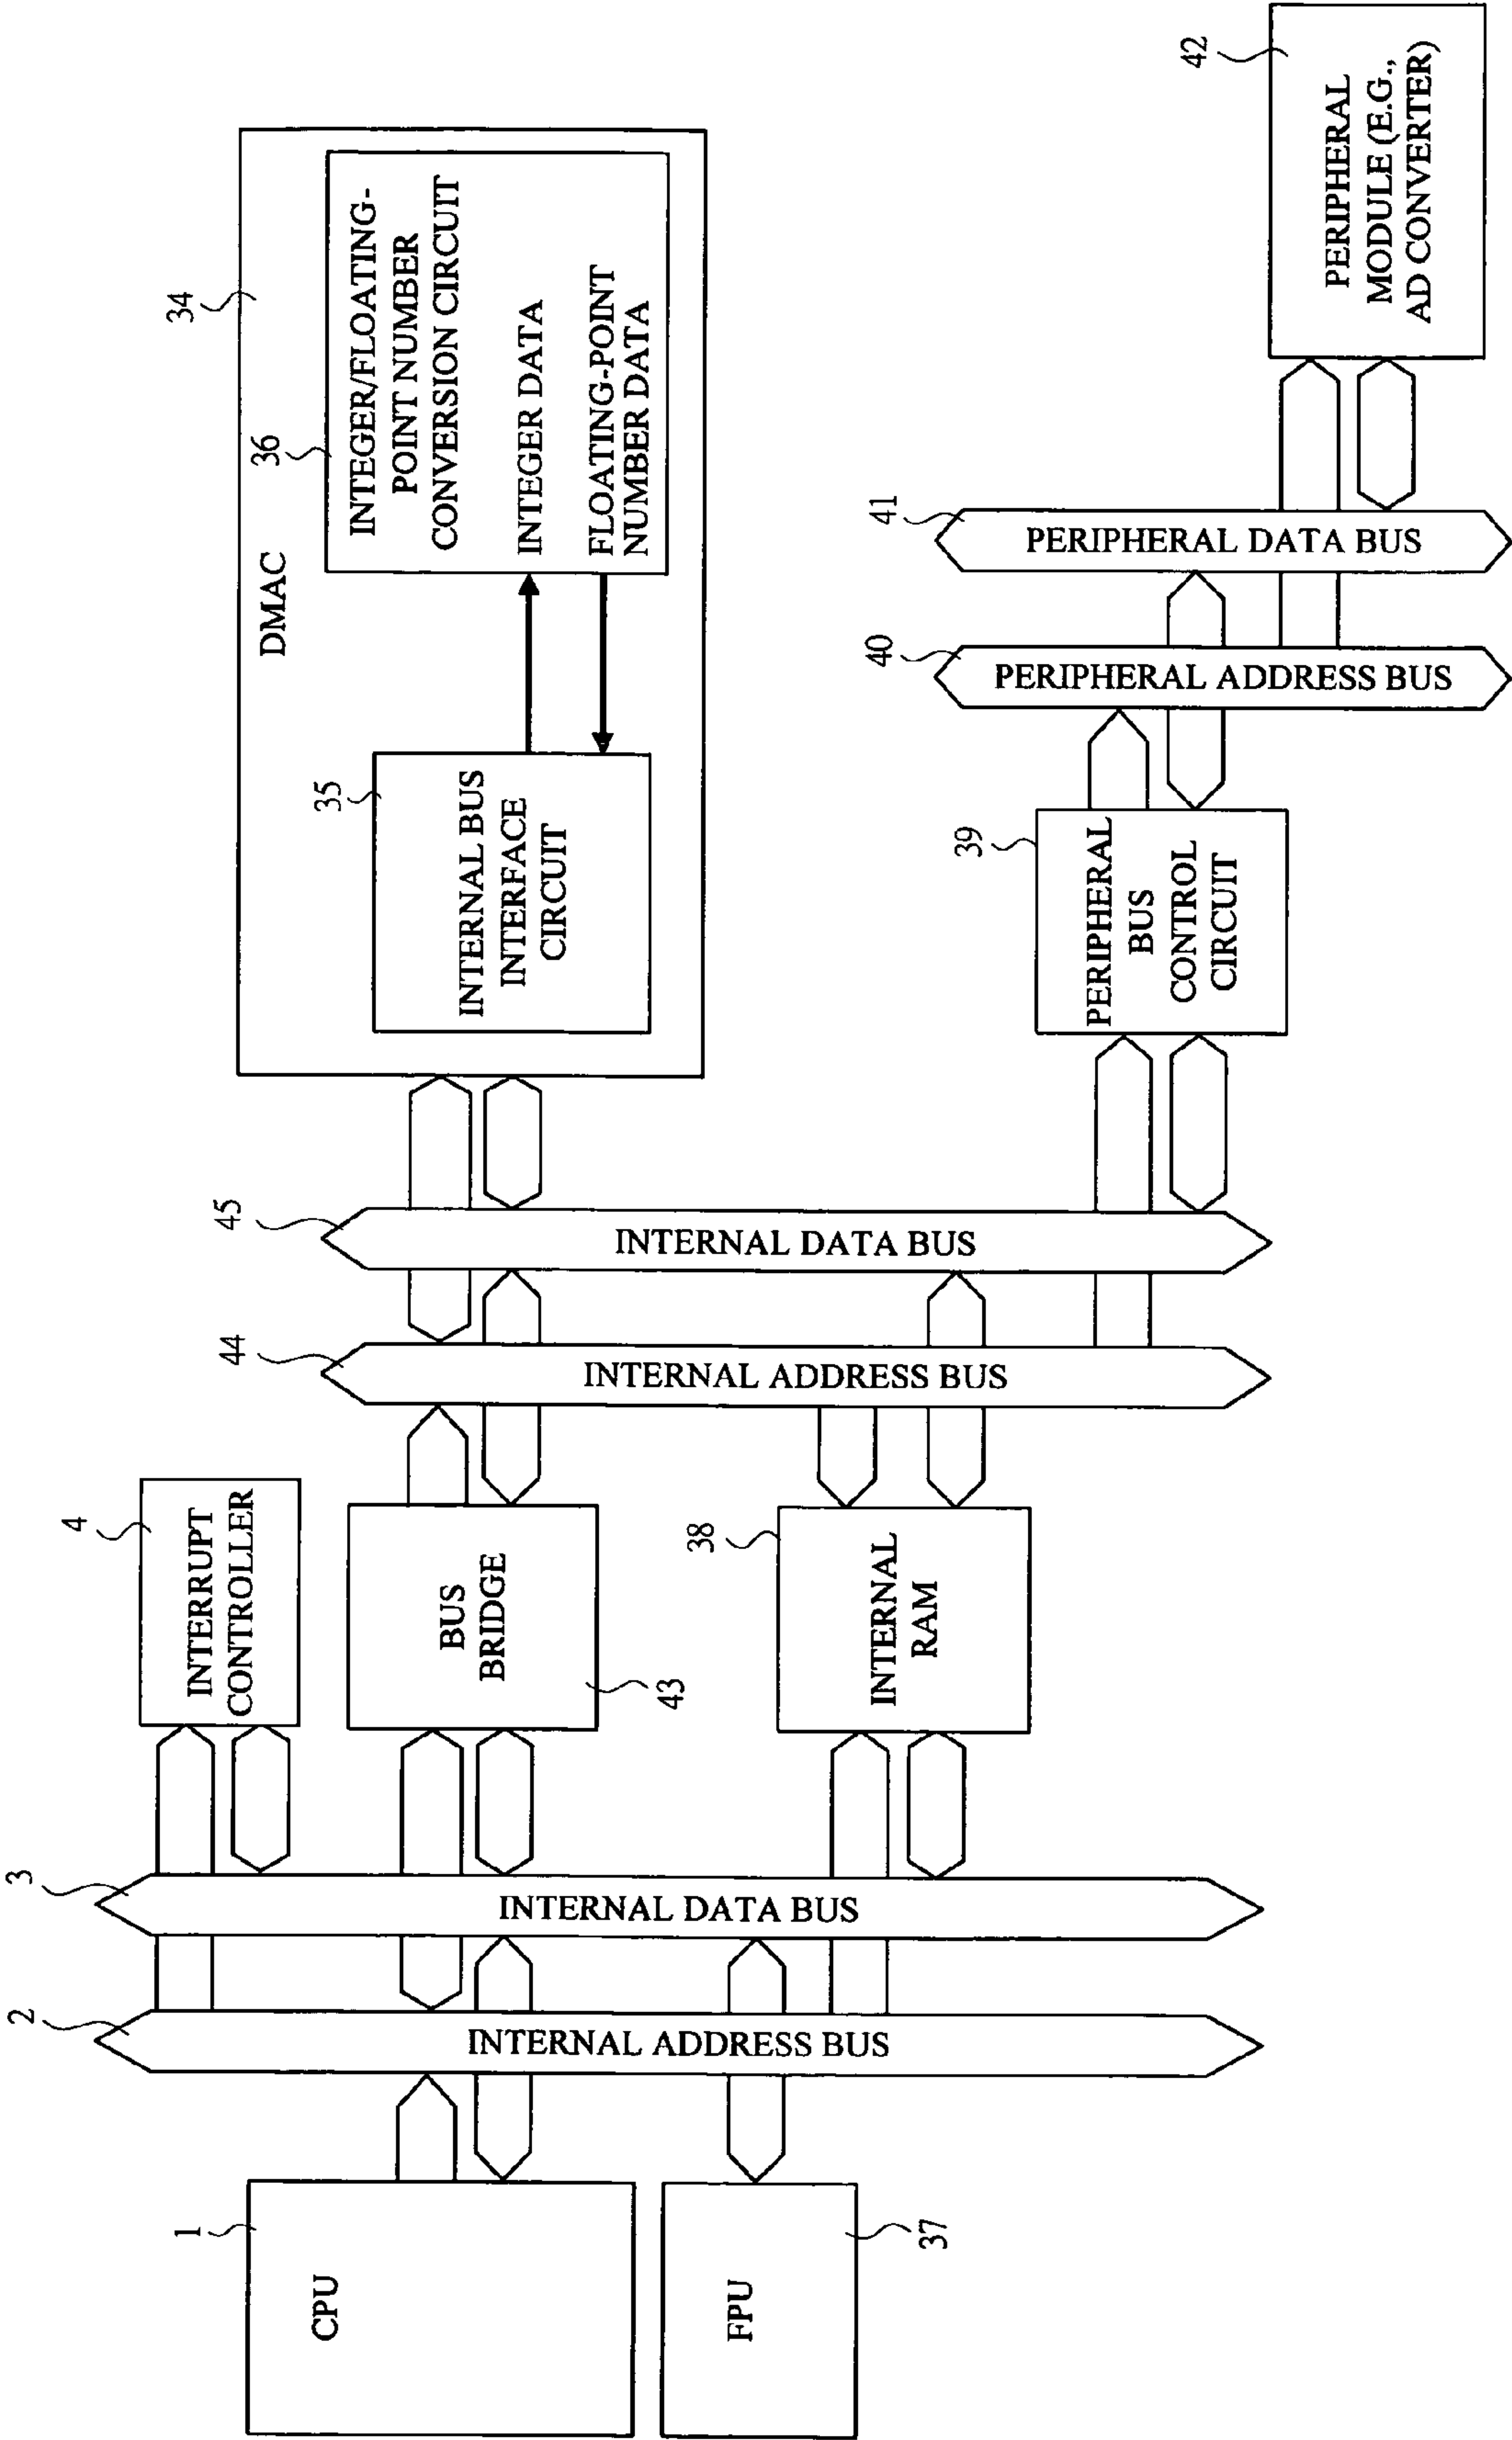 1
CPU
37
FPU
2
INTERNAL ADDRESS BUS
3
INTERNAL DATA BUS
4
INTERRUPT
CONTROLLER
BUS
BRIDGE
43
38
INTERNAL
RAM
44
INTERNAL ADDRESS BUS
45
INTERNAL DATA BUS
34
DMAC
35
INTERNAL BUS
INTERFACE
CIRCUIT
36
INTEGER/FLOATING-
POINT NUMBER
CONVERSION CIRCUIT
INTEGER DATA
FLOATING-POINT
NUMBER DATA
39
PERIPHERAL
BUS
CONTROL
CIRCUIT
40
PERIPHERAL ADDRESS BUS
41
PERIPHERAL DATA BUS
42
PERIPHERAL
MODULE (E.G.,
AD CONVERTER)